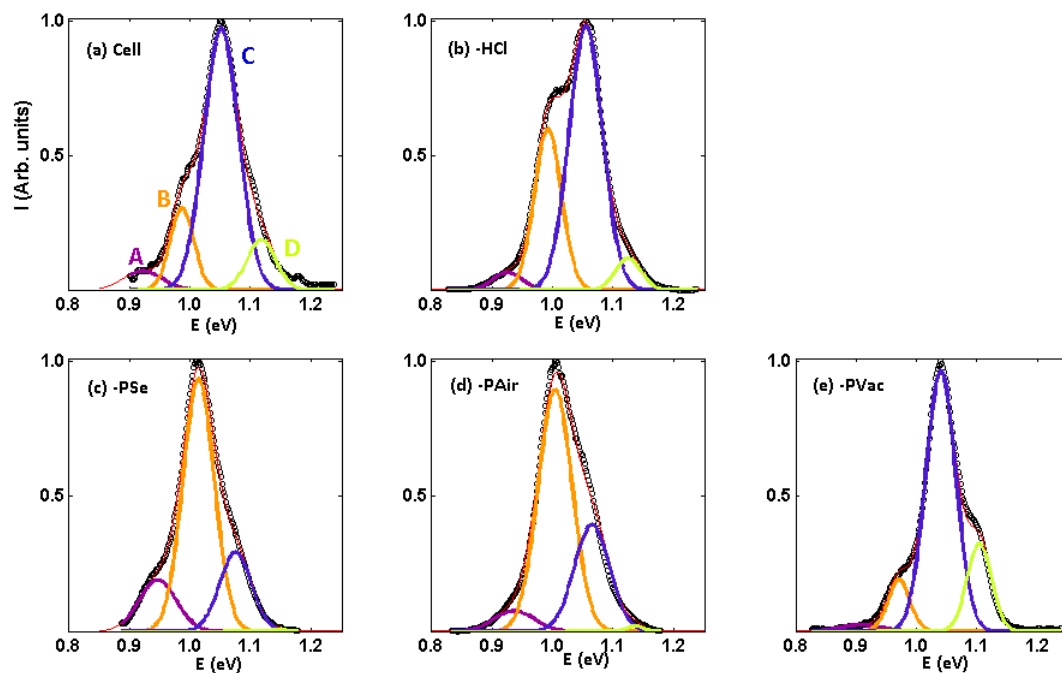 (a) Cell
A
B
C
D
I (Arb. units)
1.0
0.5
0.8 0.9 1.0 1.1 1.2
E (eV)
(b) -HCl
1.0
0.5
0.8 0.9 1.0 1.1 1.2
E (eV)
(c) -PSe
1.0
0.5
0.8 0.9 1.0 1.1 1.2
E (eV)
(d) -PAir
1.0
0.5
0.8 0.9 1.0 1.1 1.2
E (eV)
(e) -PVac
1.0
0.5
0.8 0.9 1.0 1.1 1.2
E (eV)